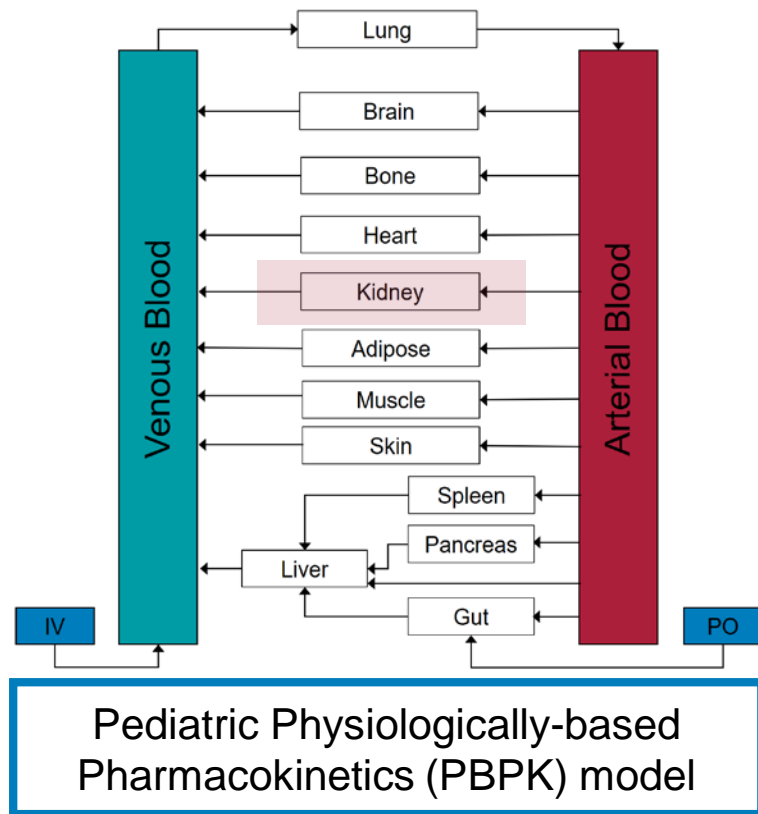 Lung
Brain
Bone
Heart
Kidney
Adipose
Muscle
Skin
Spleen
Pancreas
Liver
Gut
Venous Blood
Arterial Blood
IV
PO
Pediatric Physiologically-based
Pharmacokinetics (PBPK) model